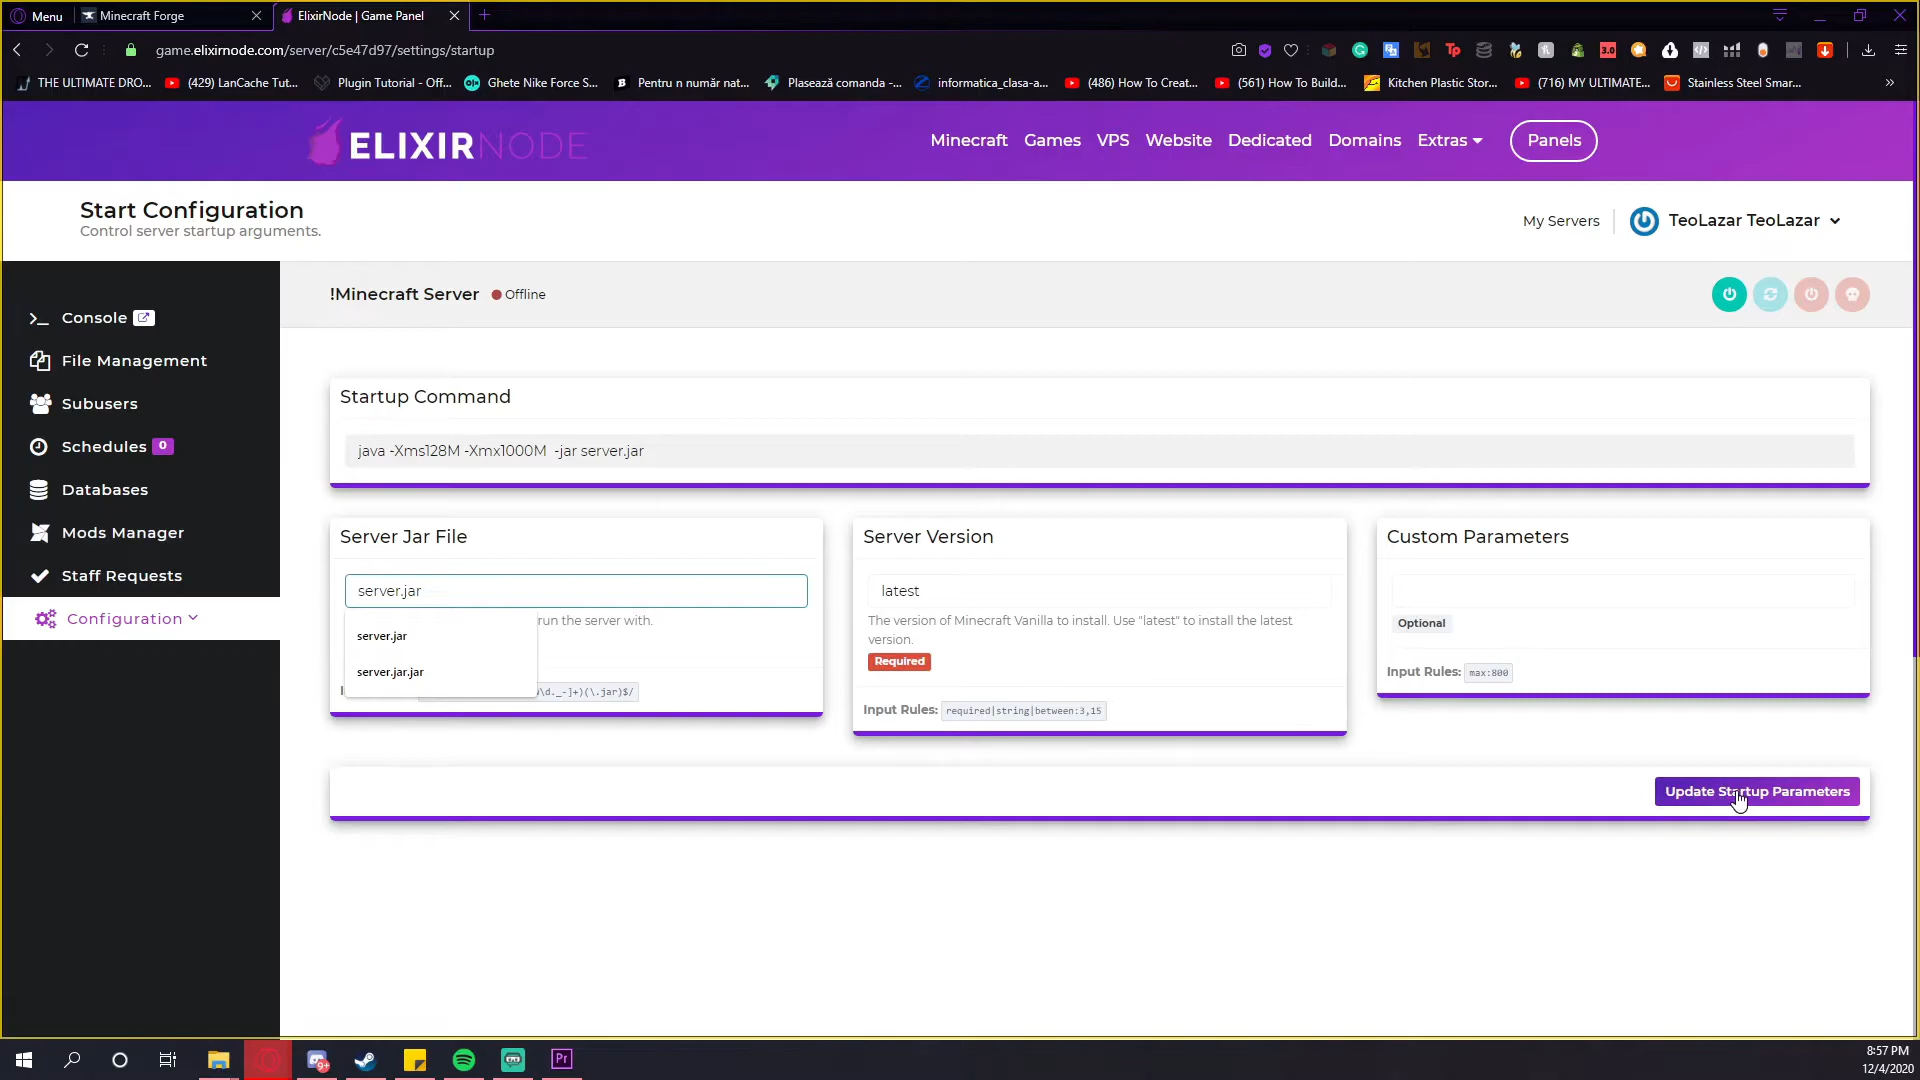 Menu
Minecraft Forge
ElixirNode | Game Panel
game.elixirnode.com/server/c5e47d97/settings/startup
Tp
3.0
THE ULTIMATE DRO...
(429) LanCache Tut...
Plugin Tutorial - Off...
Ghete Nike Force S...
B
Pentru n număr nat...
Plasează comanda -...
informatica_clasa-a...
(486) How To Creat...
(561) How To Build...
Kitchen Plastic Stor...
(716) MY ULTIMATE...
Stainless Steel Smar...
ELIXIRNODE
Minecraft
Games
VPS
Website
Dedicated
Domains
Extras
Panels
Start Configuration
Control server startup arguments.
My Servers
TeoLazar TeoLazar
!Minecraft Server
Offline
Console
File Management
Subusers
Schedules 0
Databases
Mods Manager
Staff Requests
Configuration
Startup Command
java -Xms128M -Xmx1000M -jar server.jar
Server Jar File
server.jar
run the server with.
server.jar
server.jar.jar
\d._-]+)(\.jar)$/
Server Version
latest
The version of Minecraft Vanilla to install. Use "latest" to install the latest
version.
Required
Input Rules: required|string|between:3,15
Custom Parameters
Optional
Input Rules: max:800
Update Startup Parameters
9+
Pr
8:57 PM
12/4/2020